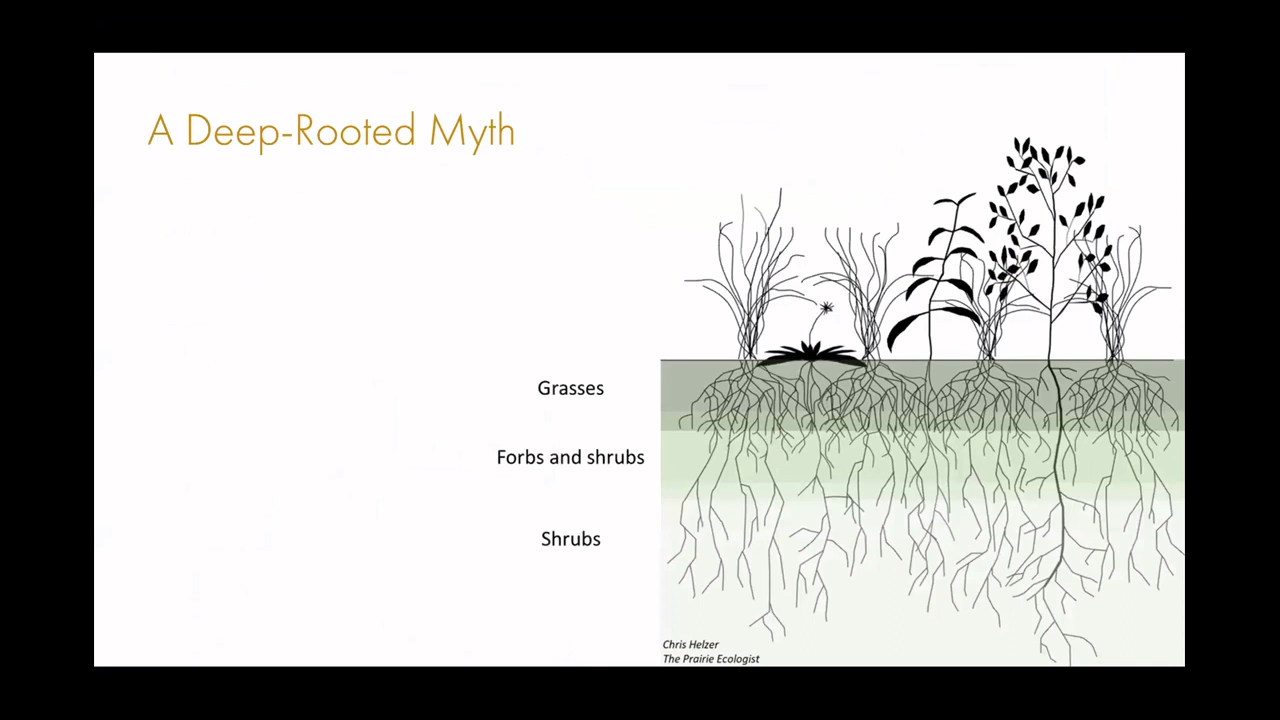 A Deep-Rooted Myth
Grasses
Forbs and shrubs
Shrubs
Chris Helzer
The Prairie Ecologist